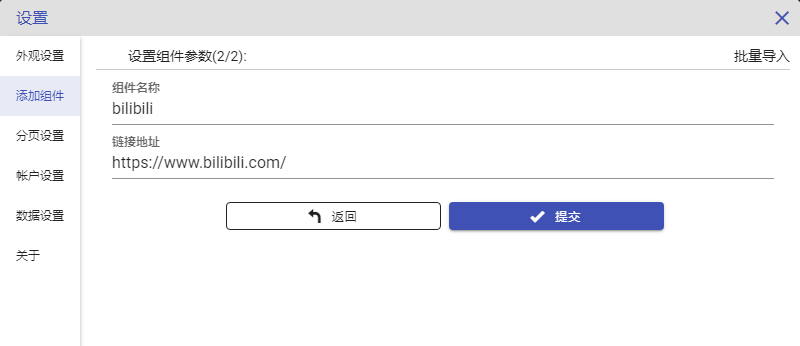 设置
外观设置
添加组件
分页设置
帐户设置
数据设置
关于
设置组件参数(2/2):
批量导入
组件名称
bilibili
链接地址
https://www.bilibili.com/
返回
提交